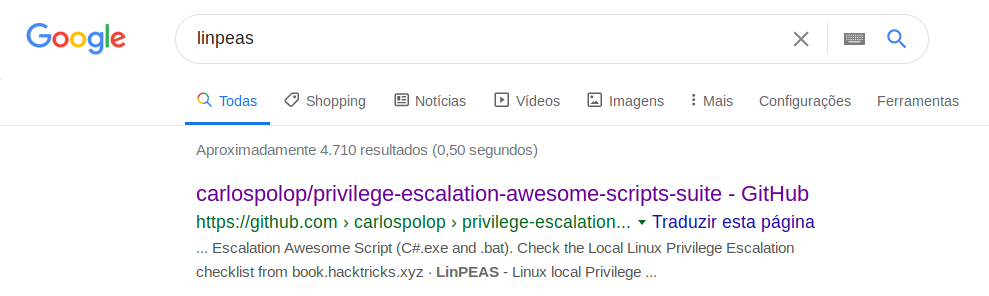 Google
linpeas
Todas Shopping Notícias Vídeos Imagens Mais Configurações Ferramentas
Aproximadamente 4.710 resultados (0,50 segundos)
carlospolop/privilege-escalation-awesome-scripts-suite - GitHub
https://github.com › carlospolop › privilege-escalation... Traduzir esta página
... Escalation Awesome Script (C#.exe and .bat). Check the Local Linux Privilege Escalation
checklist from book.hacktricks.xyz · LinPEAS - Linux local Privilege ...